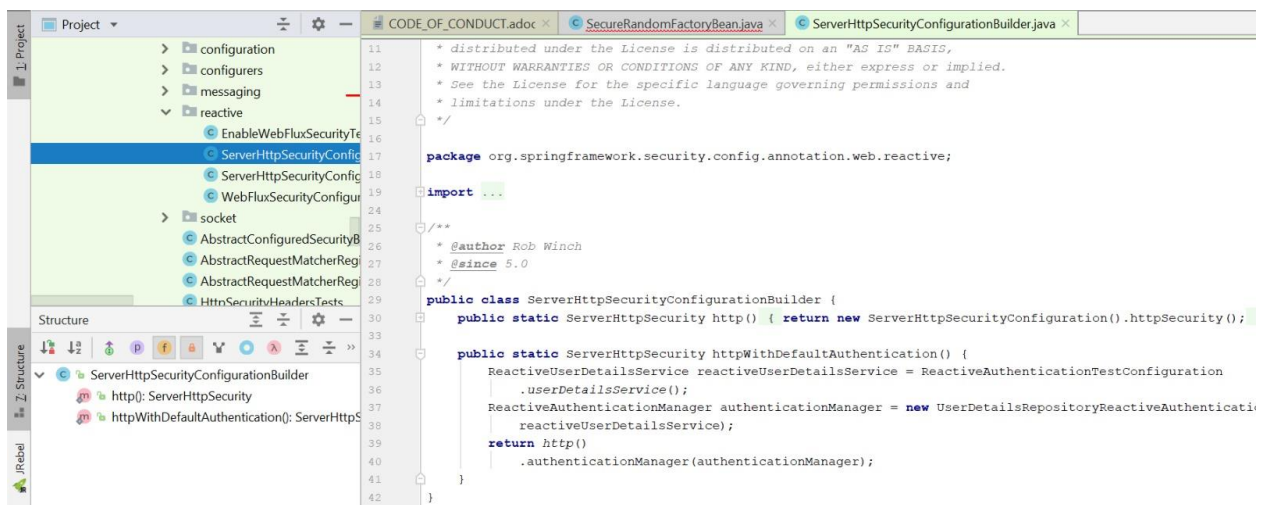 1: Project
Project
configuration
configurers
messaging
reactive
EnableWebFluxSecurityTe
ServerHttpSecurityConfig
ServerHttpSecurityConfig
WebFluxSecurityConfigur
socket
AbstractConfiguredSecurityB
AbstractRequestMatcherRegi
AbstractRequestMatcherRegi
HttpSecurityHeadersTests
Structure
Z: Structure
ServerHttpSecurityConfigurationBuilder
http(): ServerHttpSecurity
httpWithDefaultAuthentication(): ServerHttpS
JRebel
CODE_OF_CONDUCT.adoc × SecureRandomFactoryBean.java × ServerHttpSecurityConfigurationBuilder.java ×
11 * distributed under the License is distributed on an "AS IS" BASIS,
12 * WITHOUT WARRANTIES OR CONDITIONS OF ANY KIND, either express or implied.
13 * See the License for the specific language governing permissions and
14 * limitations under the License.
15 */
16
17 package org.springframework.security.config.annotation.web.reactive;
18
19 import ...
24
25 /**
26 * @author Rob Winch
27 * @since 5.0
28 */
29 public class ServerHttpSecurityConfigurationBuilder {
30 public static ServerHttpSecurity http() { return new ServerHttpSecurityConfiguration().httpSecurity();
33
34 public static ServerHttpSecurity httpWithDefaultAuthentication() {
35 ReactiveUserDetailsService reactiveUserDetailsService = ReactiveAuthenticationTestConfiguration
36 .userDetailsService();
37 ReactiveAuthenticationManager authenticationManager = new UserDetailsRepositoryReactiveAuthenticati
38 reactiveUserDetailsService);
39 return http()
40 .authenticationManager(authenticationManager);
41 }
42 }